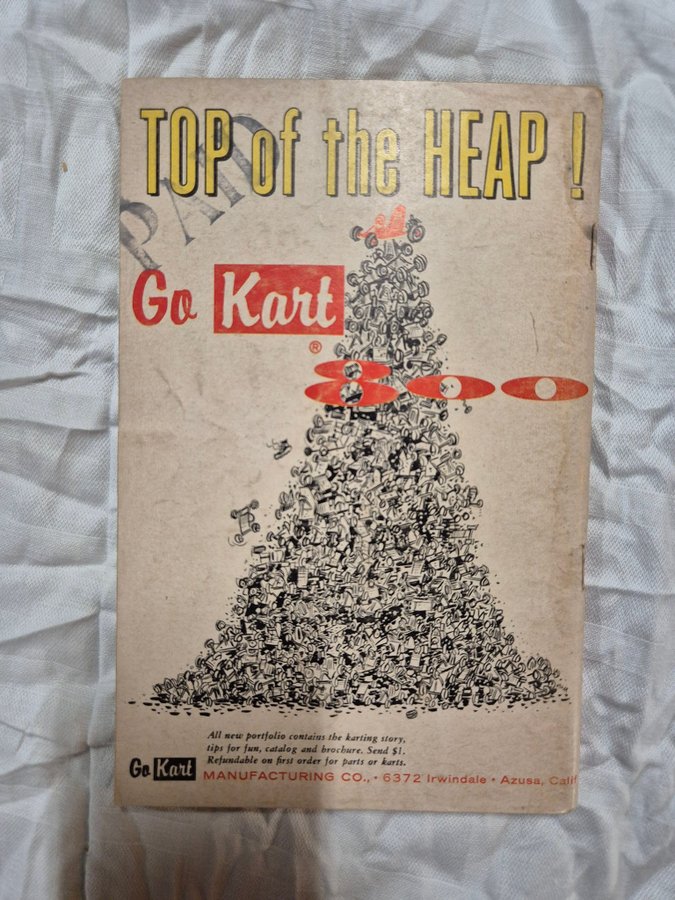 TOP of the HEAP !
PAID
Go Kart
®
800
All new portfolio contains the karting story,
tips for fun, catalog and brochure. Send $1.
Refundable on first order for parts or karts.
Go Kart MANUFACTURING CO., • 6372 Irwindale • Azusa, Calif